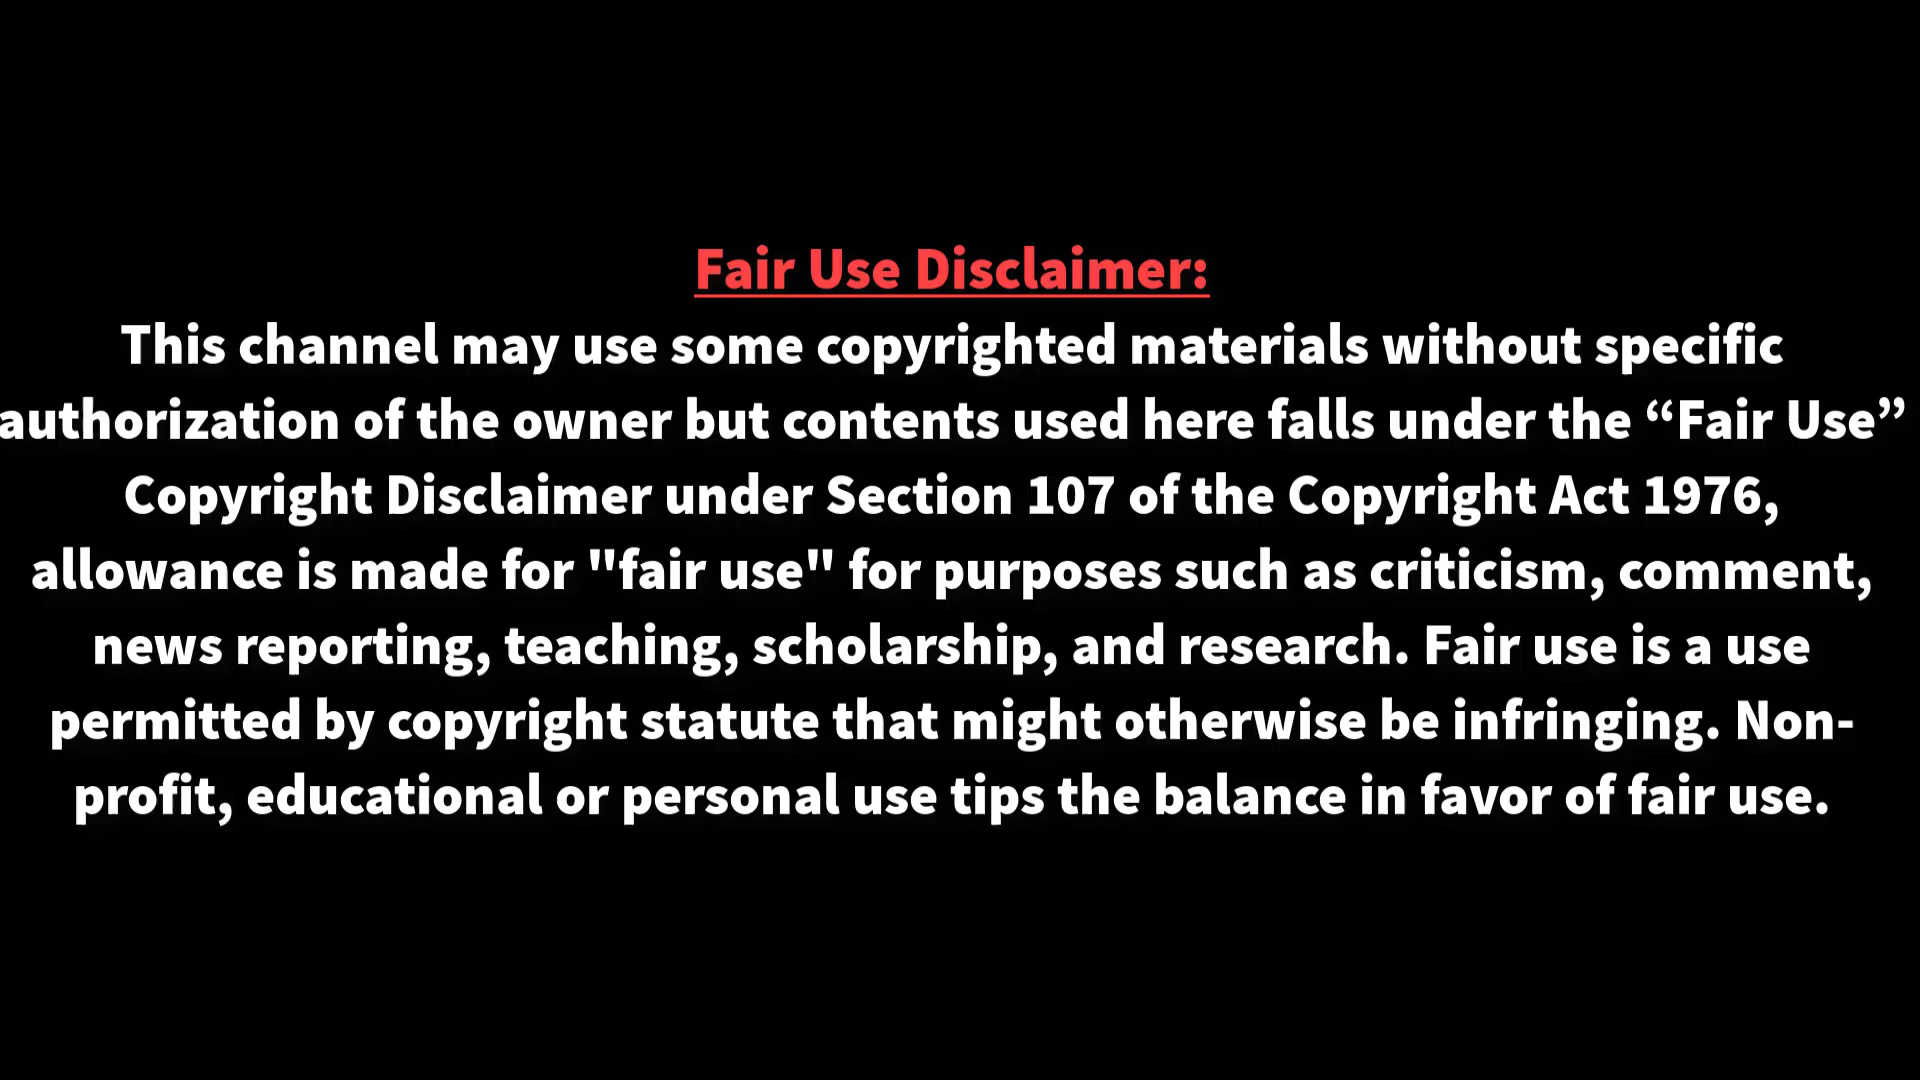 Fair Use Disclaimer:
This channel may use some copyrighted materials without specific
authorization of the owner but contents used here falls under the “Fair Use”
Copyright Disclaimer under Section 107 of the Copyright Act 1976,
allowance is made for "fair use" for purposes such as criticism, comment,
news reporting, teaching, scholarship, and research. Fair use is a use
permitted by copyright statute that might otherwise be infringing. Non-
profit, educational or personal use tips the balance in favor of fair use.